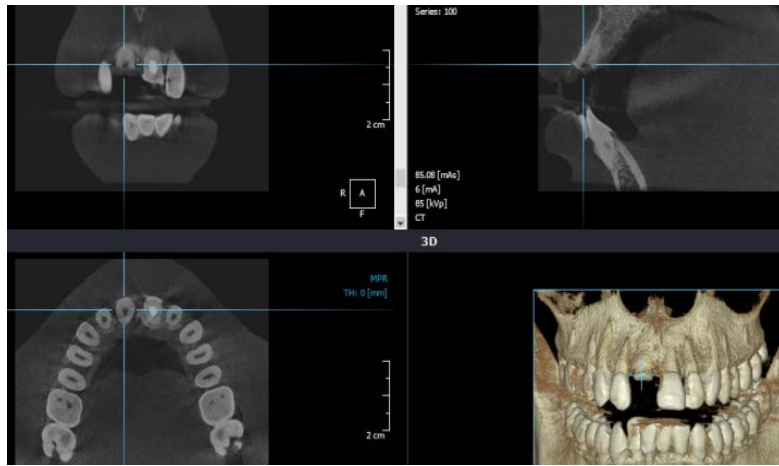 Series: 100
2 cm
85.08 [mAs]
6 [mA]
85 [kVp]
CT
R
A
F
3D
MPR
TH: 0 [mm]
2 cm